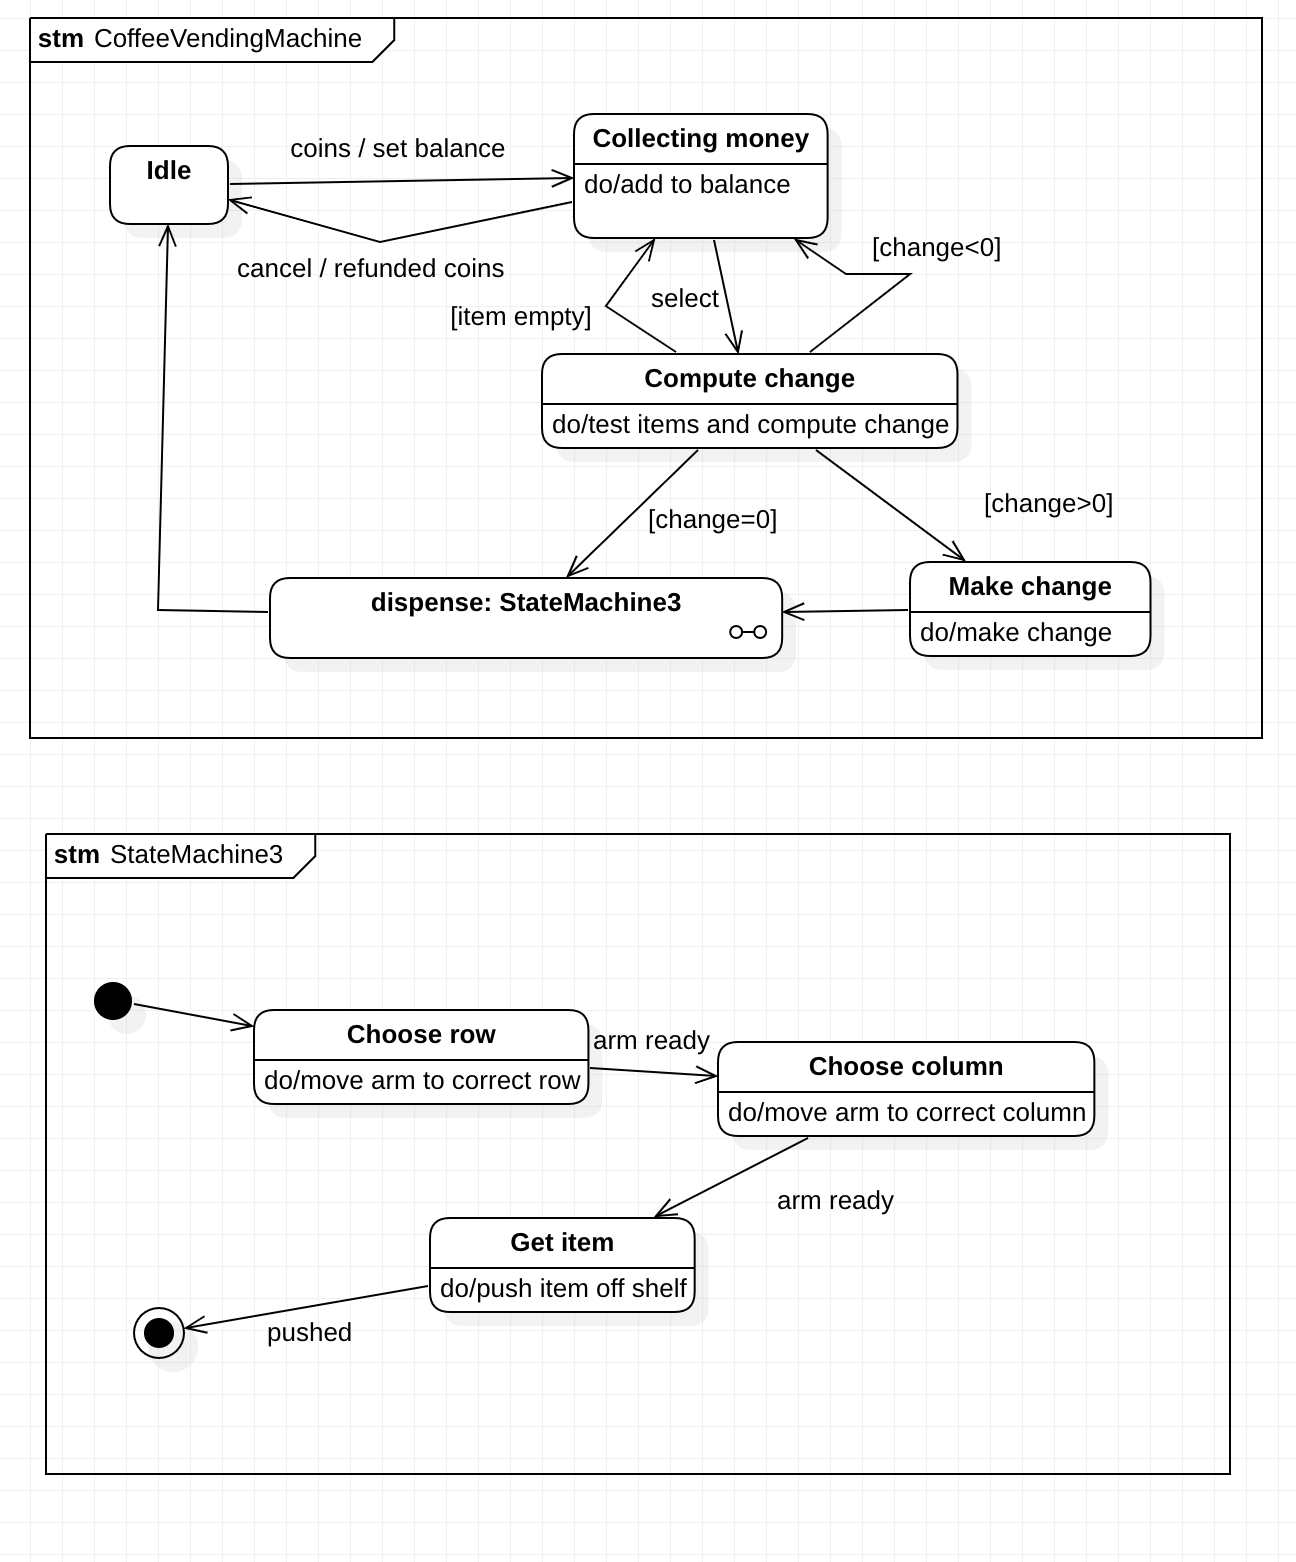 stm CoffeeVendingMachine
coins / set balance
Collecting money
Idle
do/add to balance
[change<0]
cancel / refunded coins
select
[item empty]
Compute change
do/test items and compute change
[change>0]
[change=0]
Make change
dispense: StateMachine3
do/make change
stm StateMachine3
Choose row
arm ready
Choose column
do/move arm to correct row
do/move arm to correct column
arm ready
Get item
do/push item off shelf
pushed